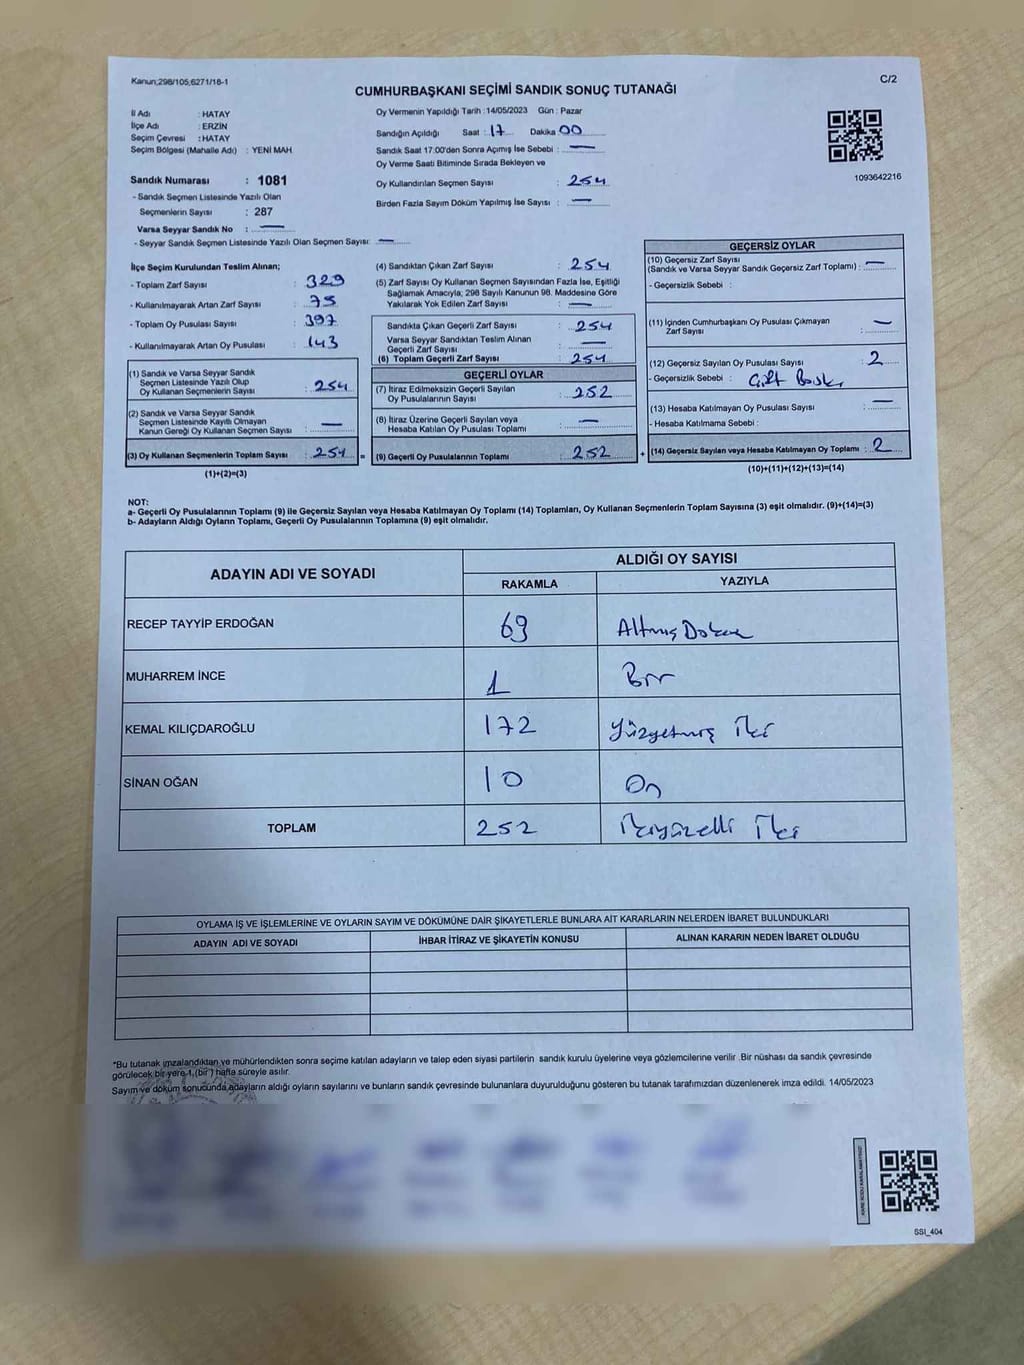 Kanun;298/105;6271/18-1
C/2
CUMHURBAŞKANI SEÇİMİ SANDIK SONUÇ TUTANAĞI
İl Adı : HATAY
İlçe Adı : ERZİN
Seçim Çevresi : HATAY
Seçim Bölgesi (Mahalle Adı) : YENİ MAH
Sandık Numarası : 1081
- Sandık Seçmen Listesinde Yazılı Olan
Seçmenlerin Sayısı : 287
Varsa Seyyar Sandık No : —
- Seyyar Sandık Seçmen Listesinde Yazılı Olan Seçmen Sayısı: —
Oy Vermenin Yapıldığı Tarih : 14/05/2023 Gün : Pazar
Sandığın Açıldığı Saat : 17 Dakika 00
Sandık Saat 17:00'den Sonra Açımış İse Sebebi : —
Oy Verme Saati Bitiminde Sırada Bekleyen ve
Oy Kullandırılan Seçmen Sayısı : 254
Birden Fazla Sayım Döküm Yapılmış İse Sayısı : —
1093642216
İlçe Seçim Kurulundan Teslim Alınan;
- Toplam Zarf Sayısı : 329
- Kullanılmayarak Artan Zarf Sayısı : 75
- Toplam Oy Pusulası Sayısı : 397
- Kullanılmayarak Artan Oy Pusulası : 143
(1) Sandık ve Varsa Seyyar Sandık
Seçmen Listesinde Yazılı Olup
Oy Kullanan Seçmenlerin Sayısı : 254
(2) Sandık ve Varsa Seyyar Sandık
Seçmen Listesinde Kayıtlı Olmayan
Kanun Gereği Oy Kullanan Seçmen Sayısı : —
(3) Oy Kullanan Seçmenlerin Toplam Sayısı : 254 =
(1)+(2)=(3)
(4) Sandıktan Çıkan Zarf Sayısı : 254
(5) Zarf Sayısı Oy Kullanan Seçmen Sayısından Fazla İse, Eşitliği
Sağlamak Amacıyla; 298 Sayılı Kanunun 98. Maddesine Göre
Yakılarak Yok Edilen Zarf Sayısı : —
Sandıkta Çıkan Geçerli Zarf Sayısı : 254
Varsa Seyyar Sandıktan Teslim Alınan
Geçerli Zarf Sayısı : —
(6) Toplam Geçerli Zarf Sayısı : 254
GEÇERLİ OYLAR
(7) İtiraz Edilmeksizin Geçerli Sayılan
Oy Pusulalarının Sayısı : 252
(8) İtiraz Üzerine Geçerli Sayılan veya
Hesaba Katılan Oy Pusulası Toplamı : —
(9) Geçerli Oy Pusulalarının Toplamı : 252 +
GEÇERSİZ OYLAR
(10) Geçersiz Zarf Sayısı
(Sandık ve Varsa Seyyar Sandık Geçersiz Zarf Toplamı) : —
- Geçersizlik Sebebi :
(11) İçinden Cumhurbaşkanı Oy Pusulası Çıkmayan
Zarf Sayısı : —
(12) Geçersiz Sayılan Oy Pusulası Sayısı : 2
- Geçersizlik Sebebi : Çift Baskı
(13) Hesaba Katılmayan Oy Pusulası Sayısı : —
- Hesaba Katılmama Sebebi :
(14) Geçersiz Sayılan veya Hesaba Katılmayan Oy Toplamı : 2
(10)+(11)+(12)+(13)=(14)
NOT:
a- Geçerli Oy Pusulalarının Toplamı (9) ile Geçersiz Sayılan veya Hesaba Katılmayan Oy Toplamı (14) Toplamları, Oy Kullanan Seçmenlerin Toplam Sayısına (3) eşit olmalıdır. (9)+(14)=(3)
b- Adayların Aldığı Oyların Toplamı, Geçerli Oy Pusulalarının Toplamına (9) eşit olmalıdır.
ADAYIN ADI VE SOYADI ALDIĞI OY SAYISI
RAKAMLA YAZIYLA
RECEP TAYYİP ERDOĞAN 69 Altmış Dokuz
MUHARREM İNCE 1 Bir
KEMAL KILIÇDAROĞLU 172 Yüzyetmiş İki
SİNAN OĞAN 10 On
TOPLAM 252 İkiyüzelli İki
OYLAMA İŞ VE İŞLEMLERİNE VE OYLARIN SAYIM VE DÖKÜMÜNE DAİR ŞİKAYETLERLE BUNLARA AİT KARARLARIN NELERDEN İBARET BULUNDUKLARI
ADAYIN ADI VE SOYADI İHBAR İTİRAZ VE ŞİKAYETİN KONUSU ALINAN KARARIN NEDEN İBARET OLDUĞU
*Bu tutanak imzalandıktan ve mühürlendikten sonra seçime katılan adayların ve talep eden siyasi partilerin sandık kurulu üyelerine veya gözlemcilerine verilir .Bir nüshası da sandık çevresinde
görülecek bir yere 1,(bir ) hafta süreyle asılır.
Sayım ve döküm sonucunda,adayların aldığı oyların sayılarını ve bunların sandık çevresinde bulunanlara duyurulduğunu gösteren bu tutanak tarafımızdan düzenlenerek imza edildi. 14/05/2023
KARE KODU KARALAMAYINIZ!
SSI_404